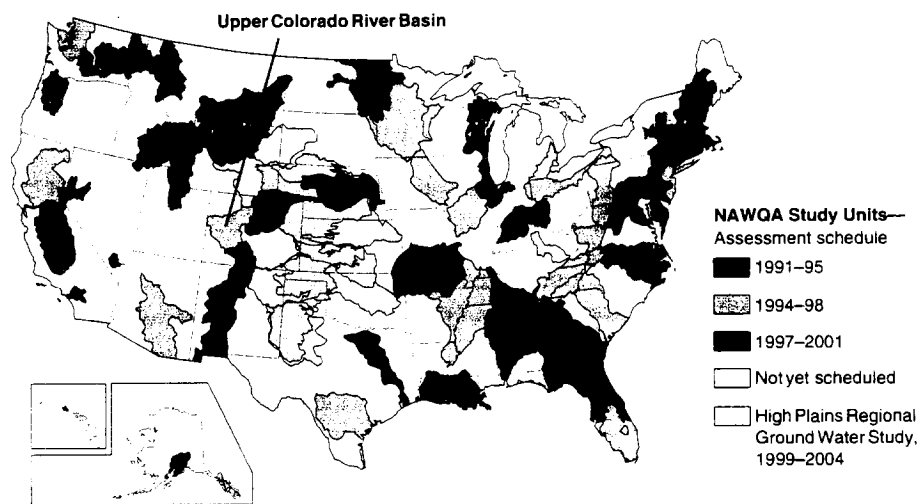 Upper Colorado River Basin
NAWQA Study Units—
Assessment schedule
1991–95
1994–98
1997–2001
Not yet scheduled
High Plains Regional
Ground Water Study,
1999–2004